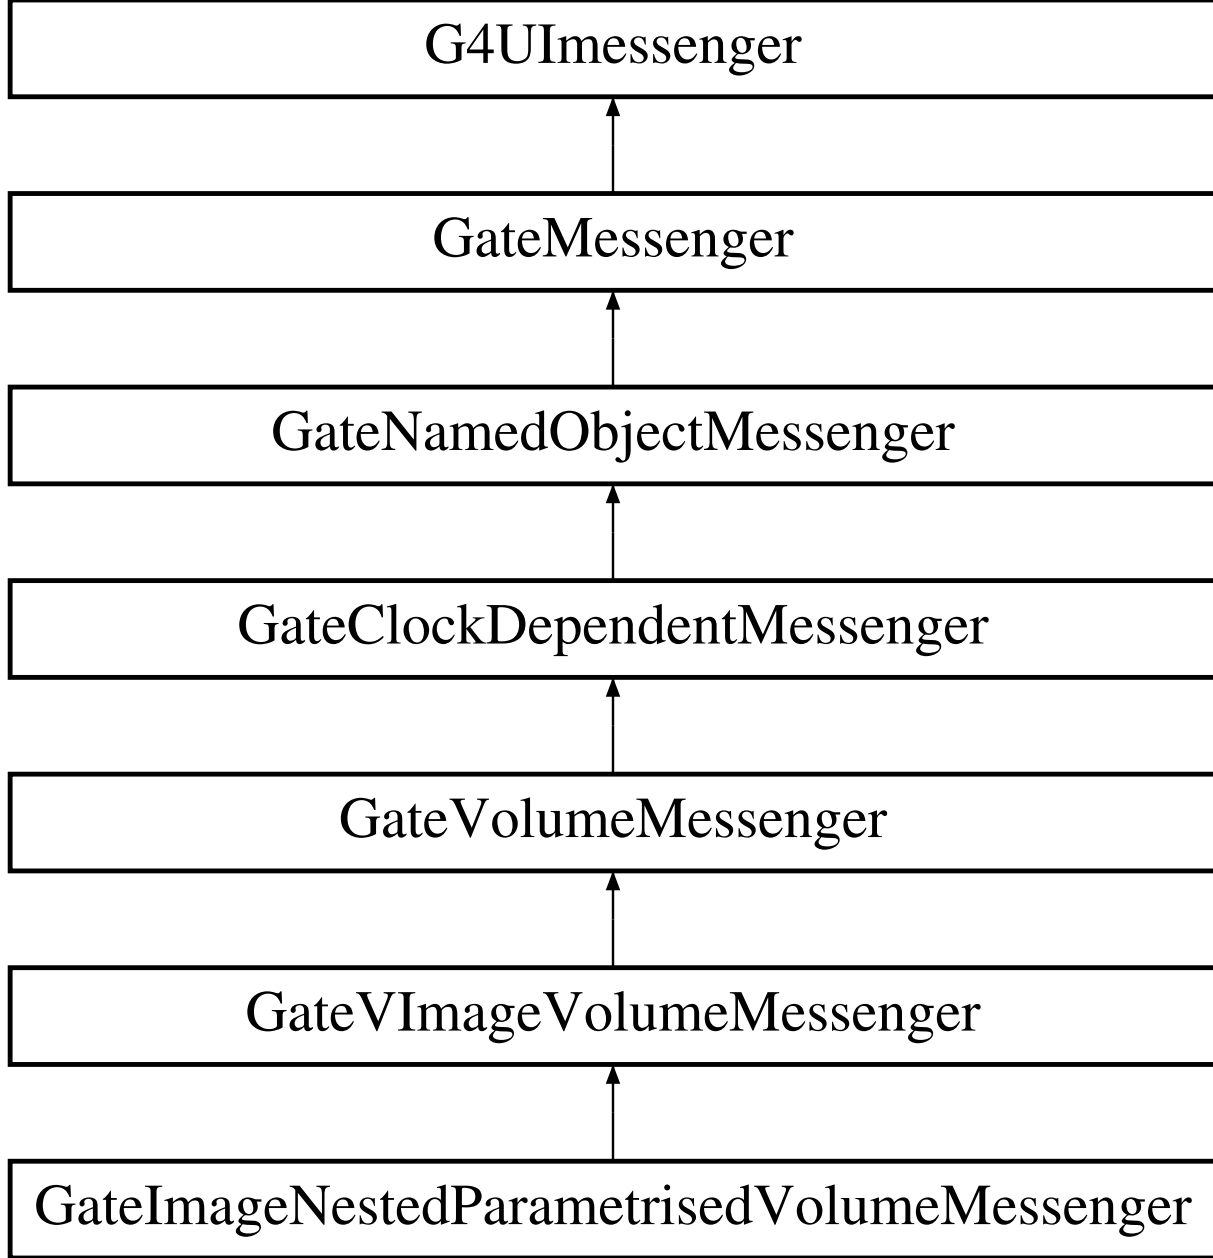 G4UImessenger
GateMessenger
GateNamedObjectMessenger
GateClockDependentMessenger
GateVolumeMessenger
GateVImageVolumeMessenger
GateImageNestedParametrisedVolumeMessenger